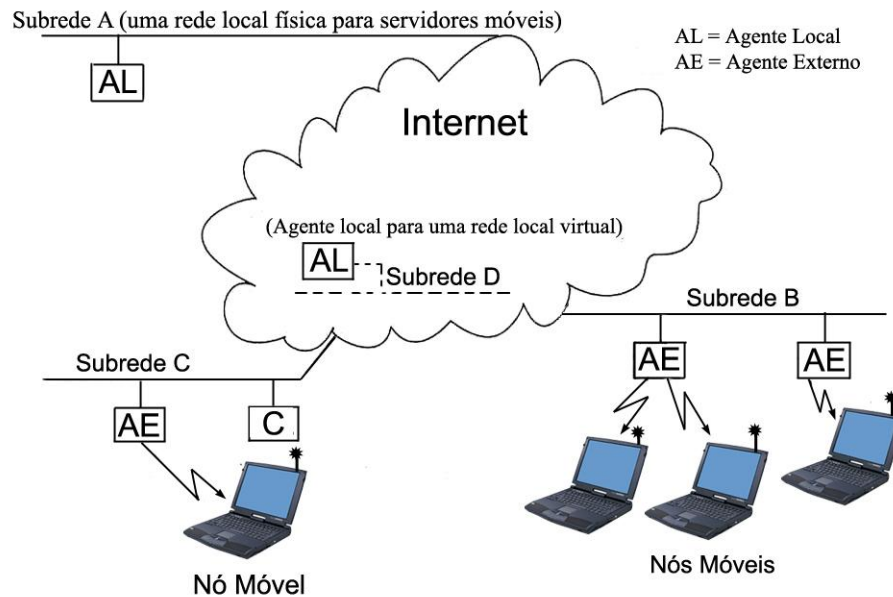 Subrede A (uma rede local física para servidores móveis)
AL = Agente Local
AE = Agente Externo
AL
Internet
(Agente local para uma rede local virtual)
AL
Subrede D
Subrede B
AE
AE
Subrede C
AE
C
Nó Móvel
Nós Móveis